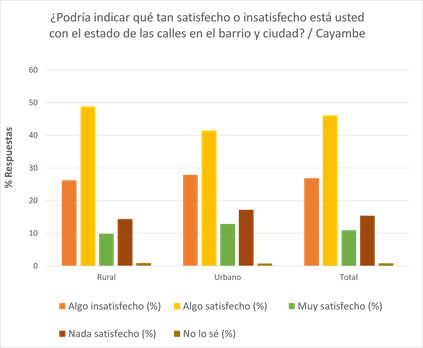 ¿Podría indicar qué tan satisfecho o insatisfecho está usted
con el estado de las calles en el barrio y ciudad? / Cayambe
60
50
40
30
20
10
0
% Respuestas
Rural Urbano Total
Algo insatisfecho (%) Algo satisfecho (%) Muy satisfecho (%)
Nada satisfecho (%) No lo sé (%)